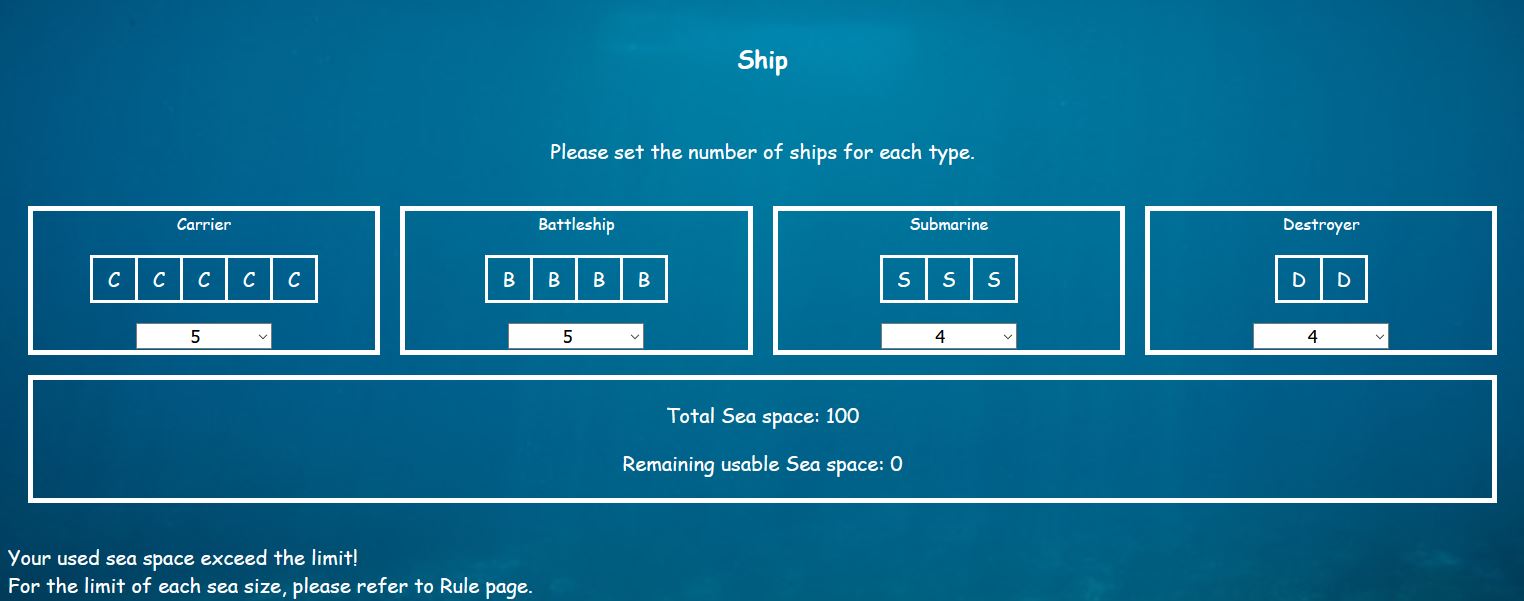 Ship
Please set the number of ships for each type.
Carrier Battleship Submarine Destroyer
C C C C C B B B B S S S D D
5 5 4 4
Total Sea space: 100
Remaining usable Sea space: 0
Your used sea space exceed the limit!
For the limit of each sea size, please refer to Rule page.